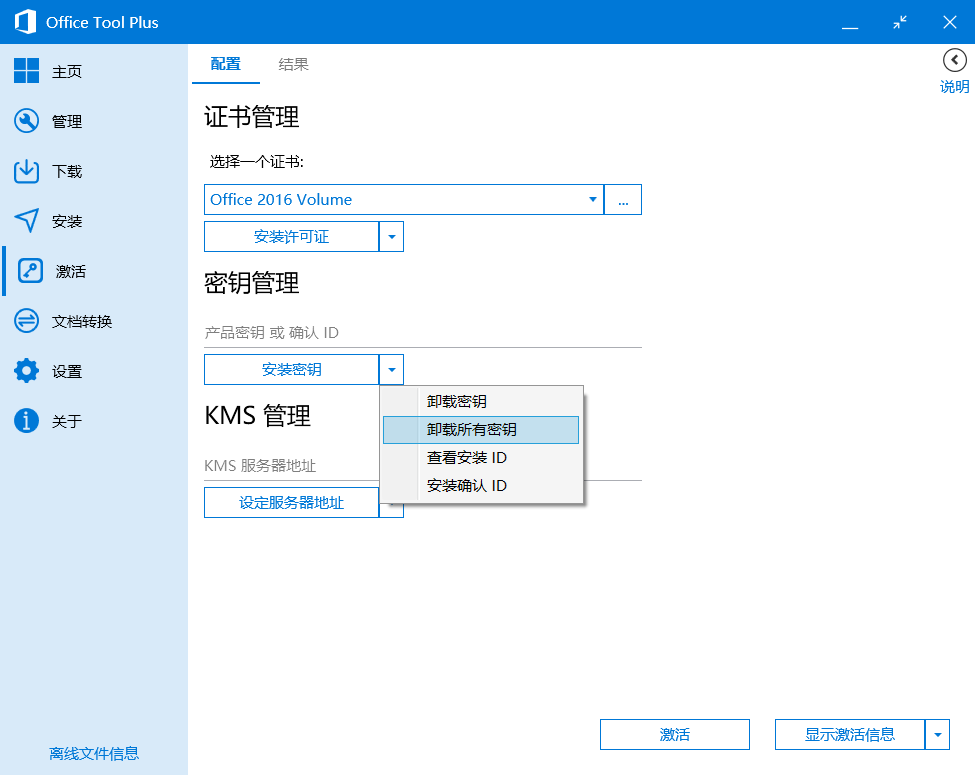 Office Tool Plus
主页
管理
下载
安装
激活
文档转换
设置
关于
离线文件信息
配置 结果
说明
证书管理
选择一个证书:
Office 2016 Volume
...
安装许可证
密钥管理
产品密钥 或 确认 ID
安装密钥
卸载密钥
卸载所有密钥
查看安装 ID
安装确认 ID
KMS 管理
KMS 服务器地址
设定服务器地址
激活
显示激活信息